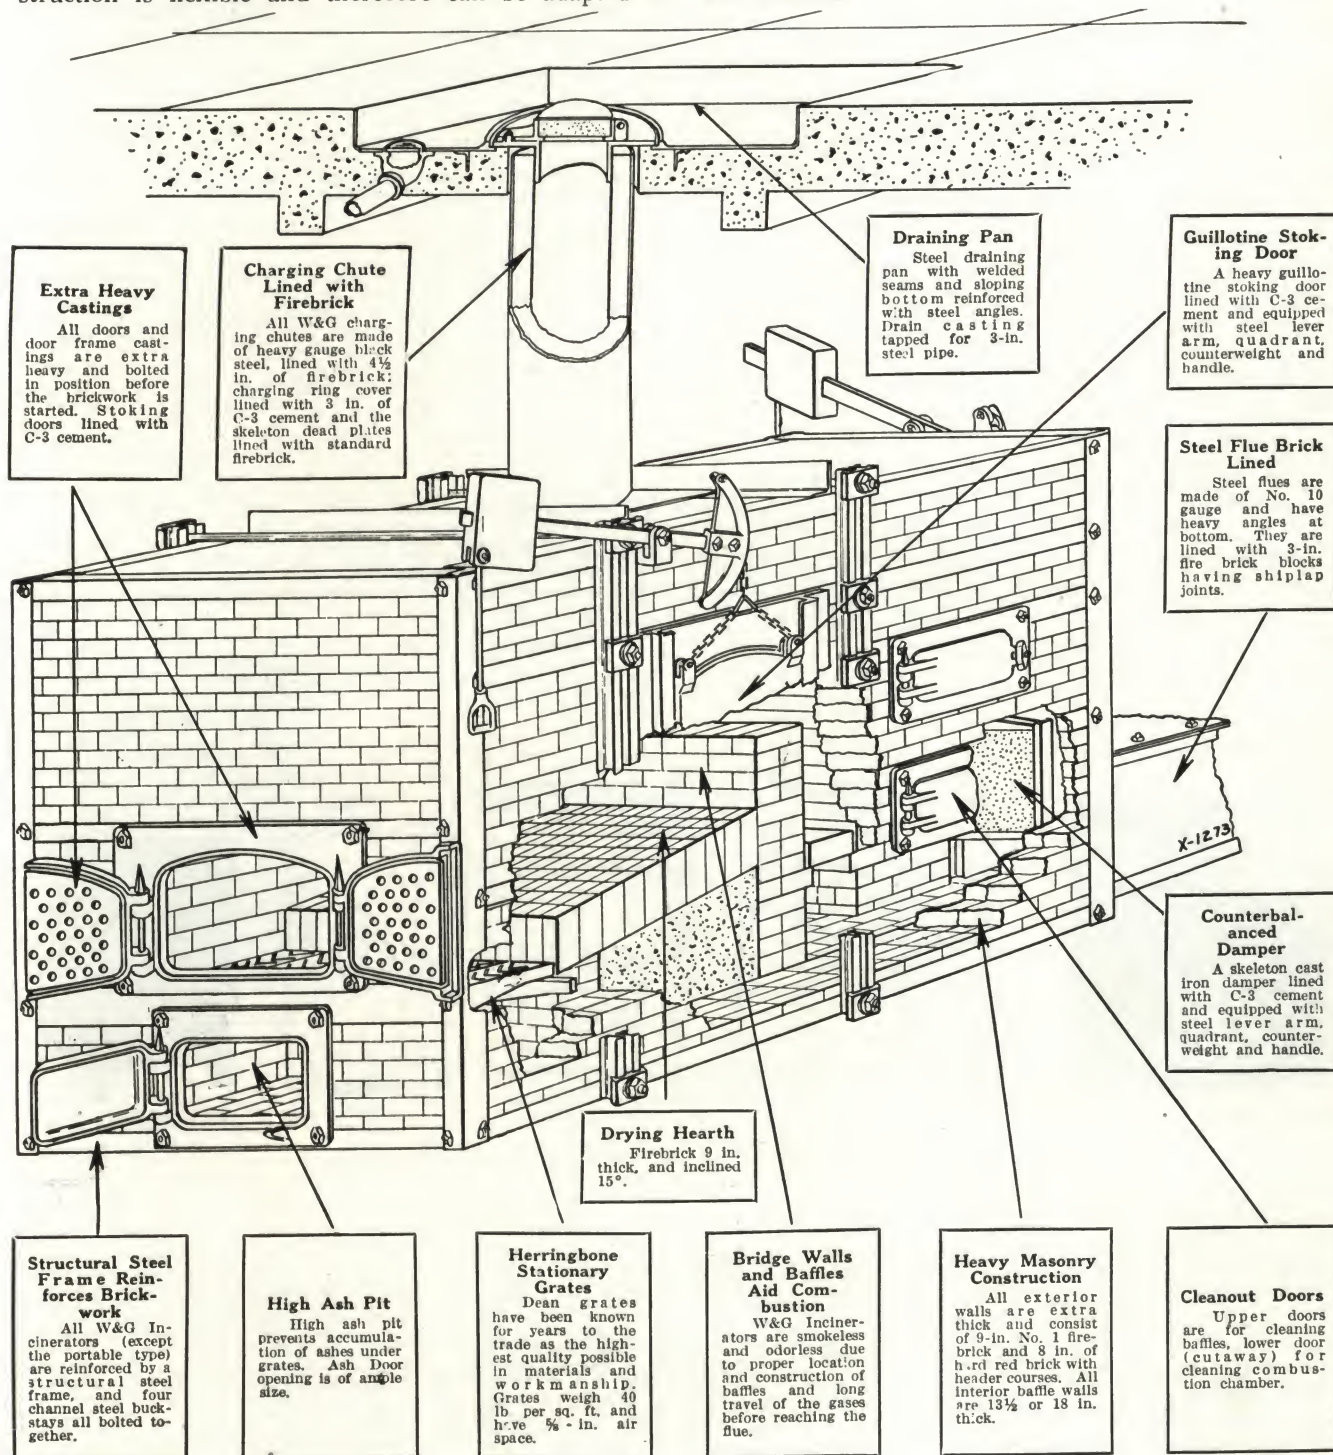 struction is flexible and therefore can be adapted
Extra Heavy
Castings
All doors and
door frame cast-
ings are extra
heavy and bolted
in position before
the brickwork is
started. Stoking
doors lined with
C-3 cement.
Charging Chute
Lined with
Firebrick
All W&G charg-
ing chutes are made
of heavy gauge black
steel, lined with 4½
in. of firebrick;
charging ring cover
lined with 3 in. of
C-3 cement and the
skeleton dead plates
lined with standard
firebrick.
Draining Pan
Steel draining
pan with welded
seams and sloping
bottom reinforced
with steel angles.
Drain casting
tapped for 3-in.
steel pipe.
Guillotine Stok-
ing Door
A heavy guillo-
tine stoking door
lined with C-3 ce-
ment and equipped
with steel lever
arm, quadrant,
counterweight and
handle.
Steel Flue Brick
Lined
Steel flues are
made of No. 10
gauge and have
heavy angles at
bottom. They are
lined with 3-in.
fire brick blocks
having shiplap
joints.
X-1273
Counterbal-
anced
Damper
A skeleton cast
iron damper lined
with C-3 cement
and equipped with
steel lever arm,
quadrant, counter-
weight and handle.
Drying Hearth
Firebrick 9 in.
thick, and inclined
15°.
Structural Steel
Frame Rein-
forces Brick-
work
All W&G In-
cinerators (except
the portable type)
are reinforced by a
structural steel
frame, and four
channel steel buck-
stays all bolted to-
gether.
High Ash Pit
High ash pit
prevents accumula-
tion of ashes under
grates. Ash Door
opening is of ample
size.
Herringbone
Stationary
Grates
Dean grates
have been known
for years to the
trade as the high-
est quality possible
in materials and
workmanship.
Grates weigh 40
lb per sq. ft. and
have ⅝-in. air
space.
Bridge Walls
and Baffles
Aid Com-
bustion
W&G Inciner-
ators are smokeless
and odorless due
to proper location
and construction of
baffles and long
travel of the gases
before reaching the
flue.
Heavy Masonry
Construction
All exterior
walls are extra
thick and consist
of 9-in. No. 1 fire-
brick and 8 in. of
hard red brick with
header courses. All
interior baffle walls
are 13½ or 18 in.
thick.
Cleanout Doors
Upper doors
are for cleaning
baffles, lower door
(cutaway) for
cleaning combus-
tion chamber.